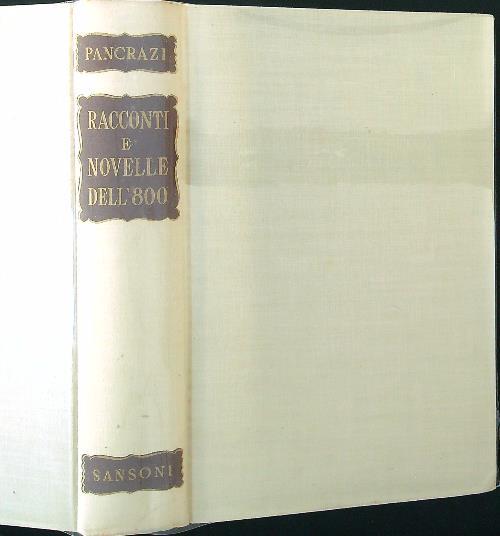 PANCRAZI
RACCONTI
E
NOVELLE
DELL'800
SANSONI